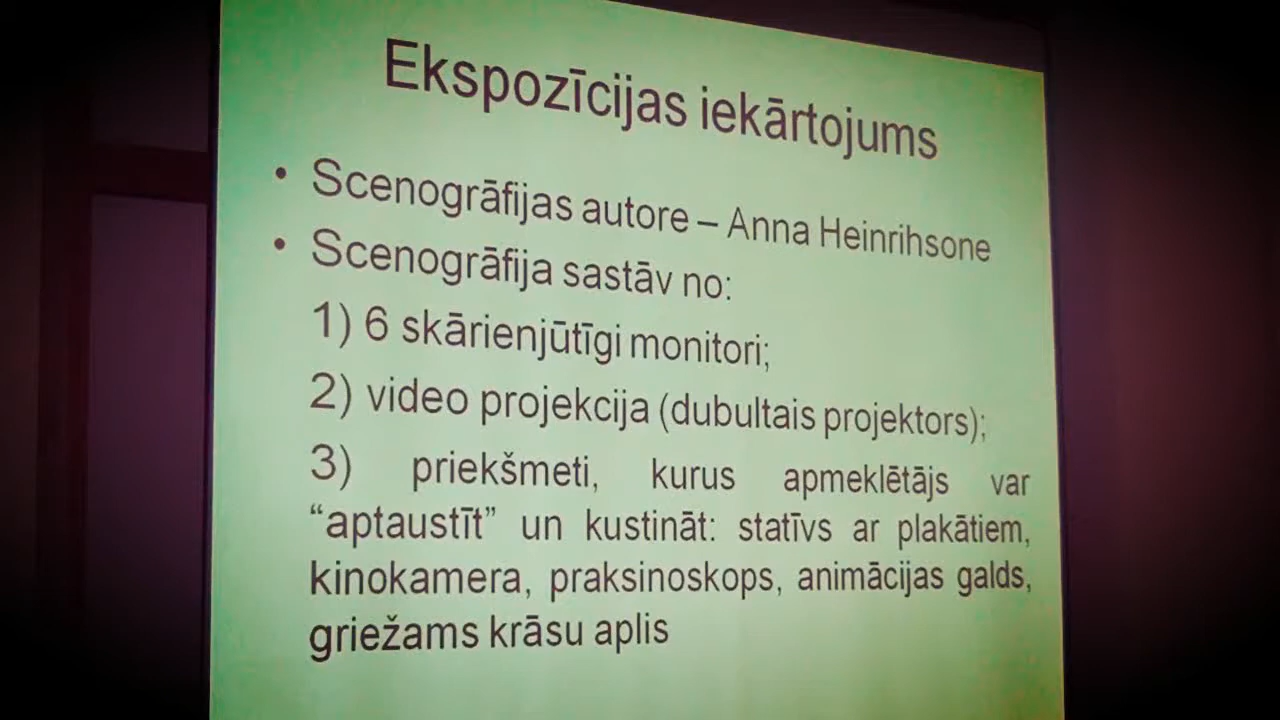 Ekspozīcijas iekārtojums
• Scenogrāfijas autore – Anna Heinrihsone
• Scenogrāfija sastāv no:
1) 6 skārienjūtīgi monitori;
2) video projekcija (dubultais projektors);
3) priekšmeti, kurus apmeklētājs var
“aptaustīt” un kustināt: statīvs ar plakātiem,
kinokamera, praksinoskops, animācijas galds,
griežams krāsu aplis